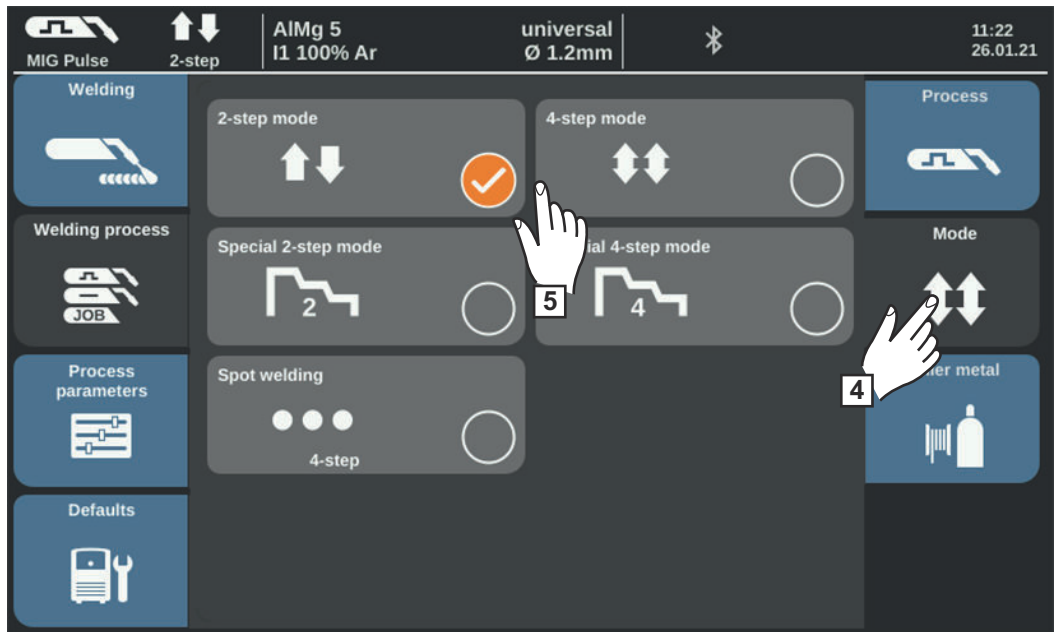 MIG Pulse
2-step
AlMg 5
I1 100% Ar
universal
Ø 1.2mm
11:22
26.01.21
Welding
Welding process
JOB
Process
parameters
Defaults
2-step mode
4-step mode
5
Special 2-step mode
2
ial 4-step mode
4
Spot welding
4-step
Process
Mode
4
er metal